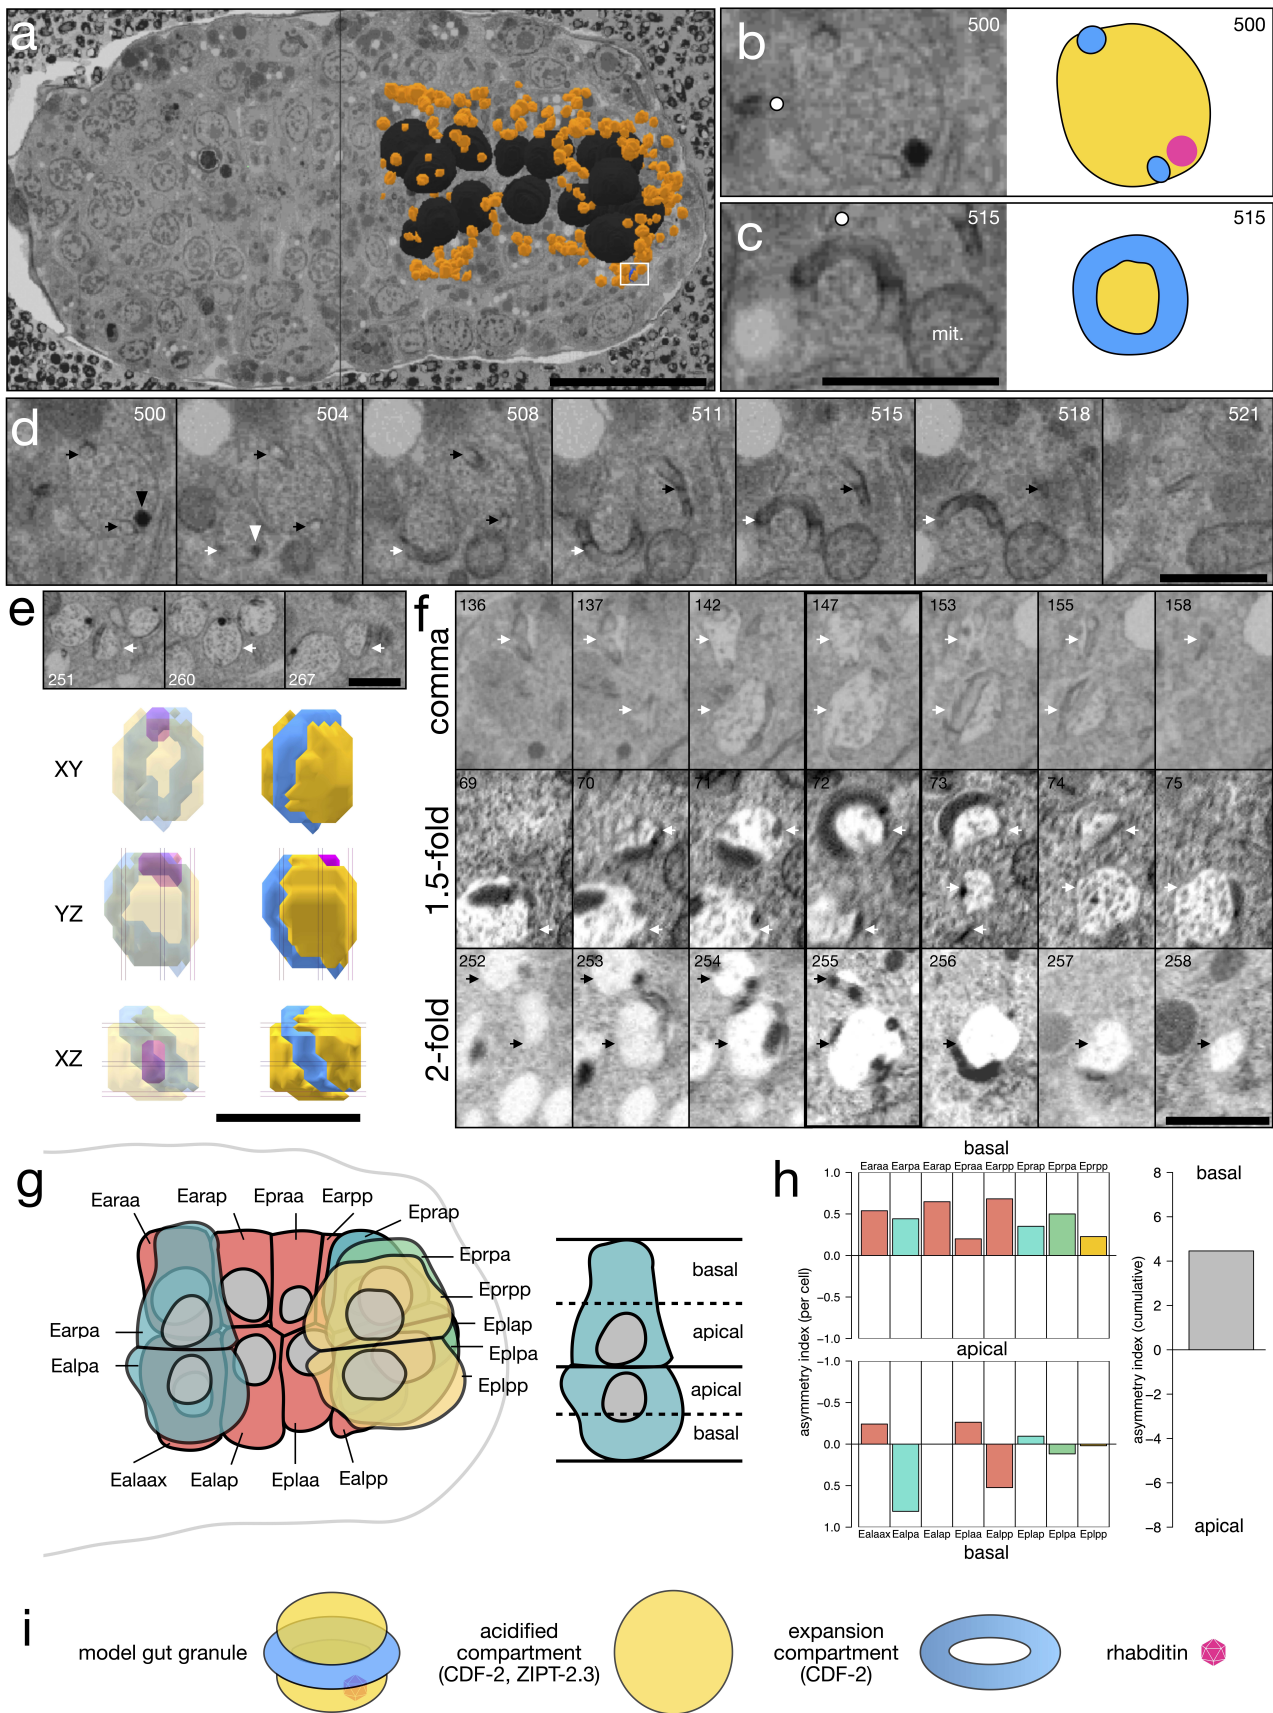 a
b
500
500
c
515
515
mit.
d
500
504
508
511
515
518
521
e
251
260
267
XY
YZ
XZ
f
comma
136
137
142
147
153
155
158
1.5-fold
69
70
71
72
73
74
75
2-fold
252
253
254
255
256
257
258
g
Earaa
Earap
Epraa
Earpp
Eprap
Eprpa
Eprpp
Eplap
Eplpa
Eplpp
Earpa
Ealpa
Ealaax
Ealap
Eplaa
Ealpp
basal
apical
apical
basal
h
basal
Earaa Earpa Earap Epraa Earpp Eprap Eprpa Eprpp
1.0
0.5
0.0
−0.5
−1.0
apical
−1.0
−0.5
0.0
0.5
1.0
asymmetry index (per cell)
Ealaax Ealpa Ealap Eplaa Ealpp Eplap Eplpa Eplpp
basal
8
6
4
2
0
−2
−4
−6
−8
asymmetry index (cumulative)
basal
apical
i
model gut granule
acidified
compartment
(CDF-2, ZIPT-2.3)
expansion
compartment
(CDF-2)
rhabditin